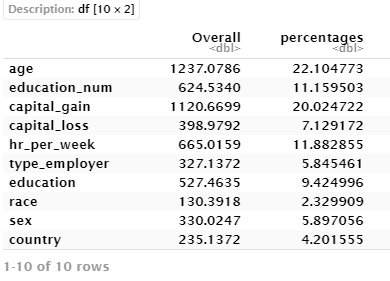 Description: df [10 × 2]
Overall percentages
<dbl> <dbl>
age 1237.0786 22.104773
education_num 624.5340 11.159503
capital_gain 1120.6699 20.024722
capital_loss 398.9792 7.129172
hr_per_week 665.0159 11.882855
type_employer 327.1372 5.845461
education 527.4635 9.424996
race 130.3918 2.329909
sex 330.0247 5.897056
country 235.1372 4.201555
1-10 of 10 rows